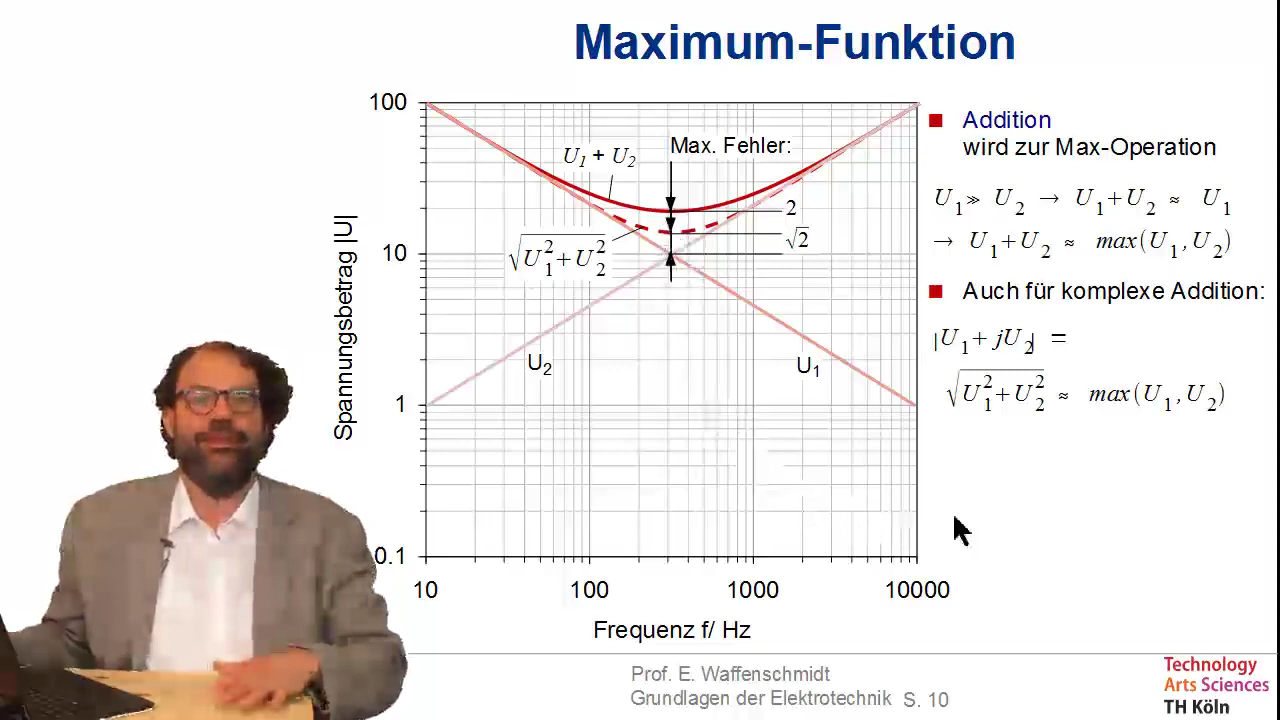 Maximum-Funktion
100
10
1
0.1
Spannungsbetrag |U|
U₁ + U₂
Max. Fehler:
2
√2
√U₁²+U₂²
U₂
U₁
10
100
1000
10000
Frequenz f/ Hz
Addition
wird zur Max-Operation
U₁≫ U₂ → U₁+U₂ ≈ U₁
→ U₁+U₂ ≈ max(U₁,U₂)
Auch für komplexe Addition:
|U₁+ jU₂| =
√U₁²+U₂² ≈ max(U₁,U₂)
Prof. E. Waffenschmidt
Grundlagen der Elektrotechnik S. 10
Technology
Arts Sciences
TH Köln